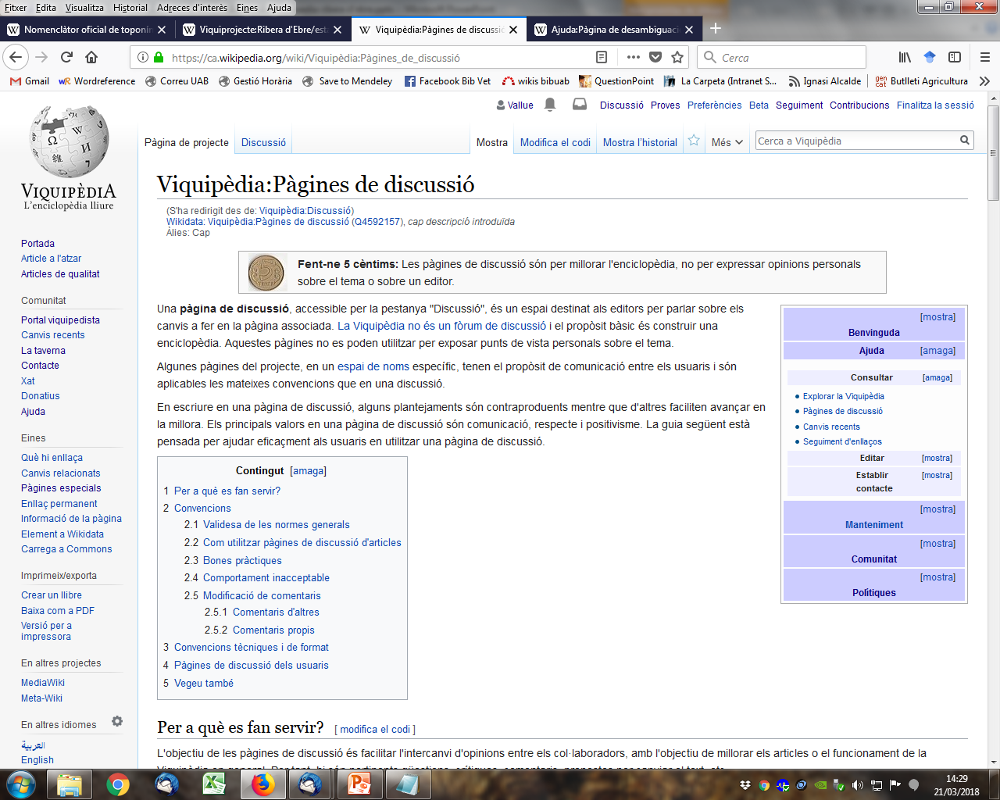 Fitxer Edita Visualitza Historial Adreces d'interès Eines Ajuda
Nomenclàtor oficial de toponím
Viquiprojecte:Ribera d'Ebre/est
Viquipèdia:Pàgines de discussi
Ajuda:Pàgina de desambiguac
https://ca.wikipedia.org/wiki/Viquipèdia:Pàgines_de_discussió
Cerca
Gmail Wordreference Correu UAB Gestió Horària Save to Mendeley Facebook Bib Vet wikis bibuab QuestionPoint La Carpeta (Intranet S... Ignasi Alcalde Butlletí Agricultura
Vallue Discussió Proves Preferències Beta Seguiment Contribucions Finalitza la sessió
Pàgina de projecte Discussió Mostra Modifica el codi Mostra l'historial Més Cerca a Viquipèdia
VIQUIPÈDIA
L'enciclopèdia lliure
Portada
Article a l'atzar
Articles de qualitat
Comunitat
Portal viquipedista
Canvis recents
La taverna
Contacte
Xat
Donatius
Ajuda
Eines
Què hi enllaça
Canvis relacionats
Pàgines especials
Enllaç permanent
Informació de la pàgina
Element a Wikidata
Carrega a Commons
Imprimeix/exporta
Crear un llibre
Baixa com a PDF
Versió per a
impressora
En altres projectes
MediaWiki
Meta-Wiki
En altres idiomes
العربية
English
Viquipèdia:Pàgines de discussió
(S'ha redirigit des de: Viquipèdia:Discussió)
Wikidata: Viquipèdia:Pàgines de discussió (Q4592157), cap descripció introduïda
Àlies: Cap
Fent-ne 5 cèntims: Les pàgines de discussió són per millorar l'enciclopèdia, no per expressar opinions personals
sobre el tema o sobre un editor.
Una pàgina de discussió, accessible per la pestanya "Discussió", és un espai destinat als editors per parlar sobre els
canvis a fer en la pàgina associada. La Viquipèdia no és un fòrum de discussió i el propòsit bàsic és construir una
enciclopèdia. Aquestes pàgines no es poden utilitzar per exposar punts de vista personals sobre el tema.
Algunes pàgines del projecte, en un espai de noms específic, tenen el propòsit de comunicació entre els usuaris i són
aplicables les mateixes convencions que en una discussió.
En escriure en una pàgina de discussió, alguns plantejaments són contraproduents mentre que d'altres faciliten avançar en
la millora. Els principals valors en una pàgina de discussió són comunicació, respecte i positivisme. La guia següent està
pensada per ajudar eficaçment als usuaris en utilitzar una pàgina de discussió.
[mostra]
Benvinguda
Ajuda [amaga]
Consultar [amaga]
Explorar la Viquipèdia
Pàgines de discussió
Canvis recents
Seguiment d'enllaços
Editar [mostra]
Establir [mostra]
contacte
[mostra]
Manteniment
[mostra]
Comunitat
[mostra]
Polítiques
Contingut [amaga]
1 Per a què es fan servir?
2 Convencions
2.1 Validesa de les normes generals
2.2 Com utilitzar pàgines de discussió d'articles
2.3 Bones pràctiques
2.4 Comportament inacceptable
2.5 Modificació de comentaris
2.5.1 Comentaris d'altres
2.5.2 Comentaris propis
3 Convencions tècniques i de format
4 Pàgines de discussió dels usuaris
5 Vegeu també
Per a què es fan servir? [ modifica el codi ]
L'objectiu de les pàgines de discussió és facilitar l'intercanvi d'opinions entre els col·laboradors, amb l'objectiu de millorar els articles o el funcionament de la
14:29
21/03/2018